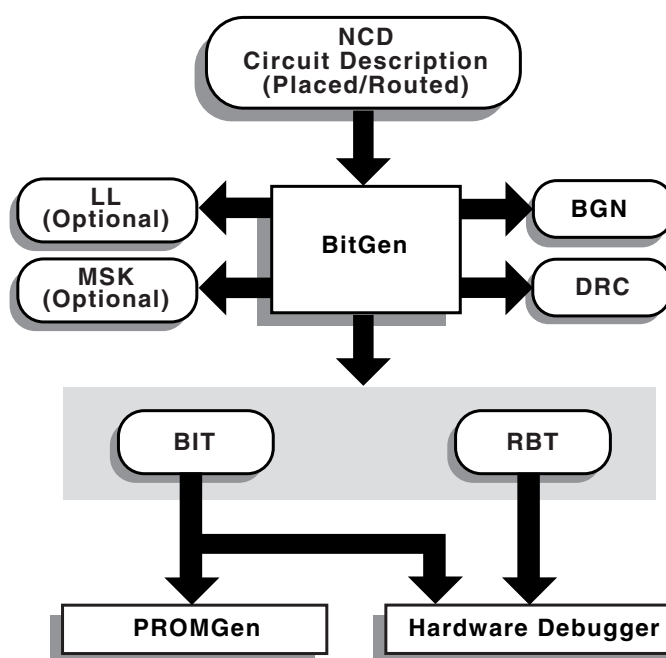 NCD
Circuit Description
(Placed/Routed)
LL
(Optional)
BGN
BitGen
MSK
(Optional)
DRC
BIT
RBT
PROMGen
Hardware Debugger